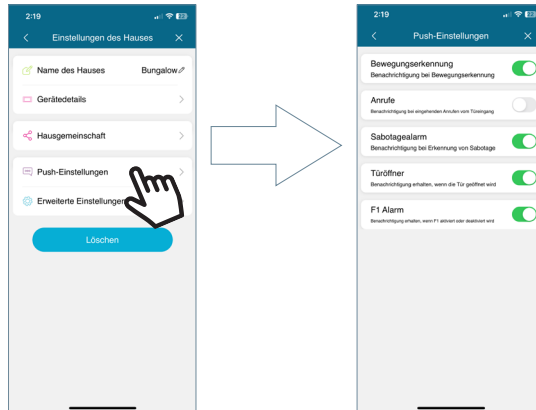 2:19
Einstellungen des Hauses
Name des Hauses Bungalow
Gerätedetails
Hausgemeinschaft
Push-Einstellungen
Erweiterte Einstellungen
Löschen
2:19
Push-Einstellungen
Bewegungserkennung
Benachrichtigung bei Bewegungserkennung
Anrufe
Benachrichtigung bei eingehenden Anrufen vom Türeingang
Sabotagealarm
Benachrichtigung bei Erkennung von Sabotage
Türöffner
Benachrichtigung erhalten, wenn die Tür geöffnet wird
F1 Alarm
Benachrichtigung erhalten, wenn F1 aktiviert oder deaktiviert wird